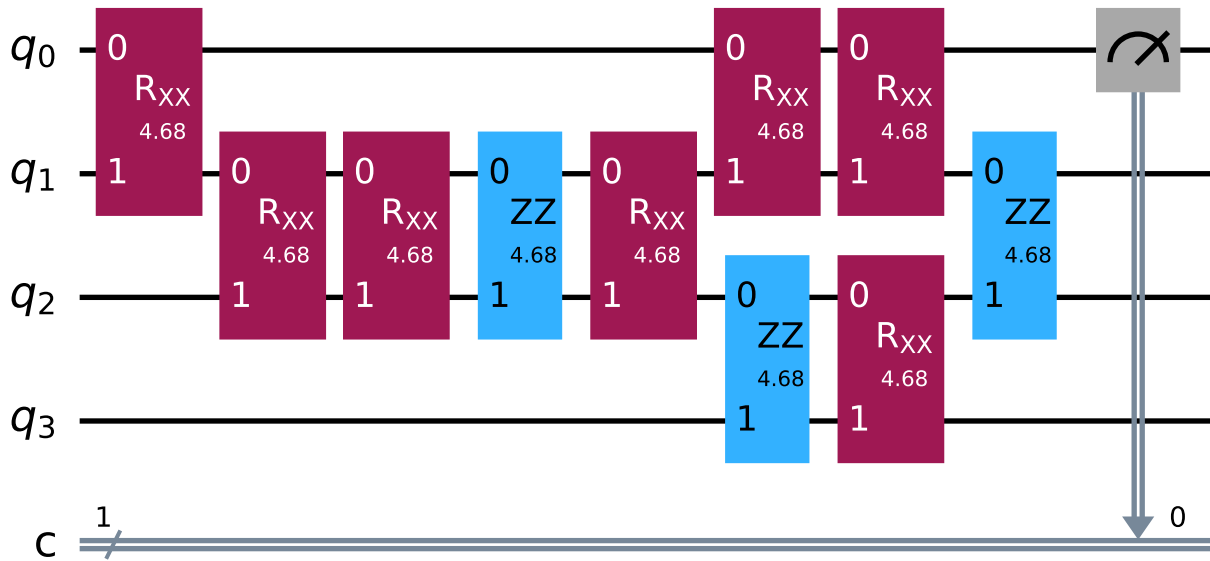 q0 0 0 0
RXX RXX RXX
4.68 4.68 4.68
q1 1 0 0 0 0 1 1 0
RXX RXX ZZ RXX ZZ
4.68 4.68 4.68 4.68 4.68
q2 1 1 1 1 0 0 1
ZZ RXX
4.68 4.68
q3 1 1
1 0
c